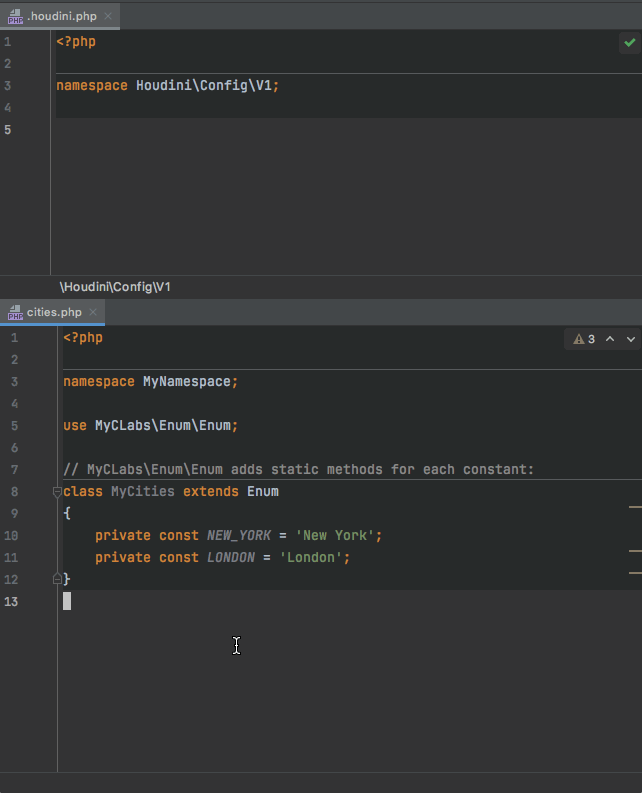 .houdini.php
1 <?php
2
3 namespace Houdini\Config\V1;
4
5
\Houdini\Config\V1
cities.php
1 <?php
3
2
3 namespace MyNamespace;
4
5 use MyCLabs\Enum\Enum;
6
7 // MyCLabs\Enum\Enum adds static methods for each constant:
8 class MyCities extends Enum
9 {
10 private const NEW_YORK = 'New York';
11 private const LONDON = 'London';
12 }
13